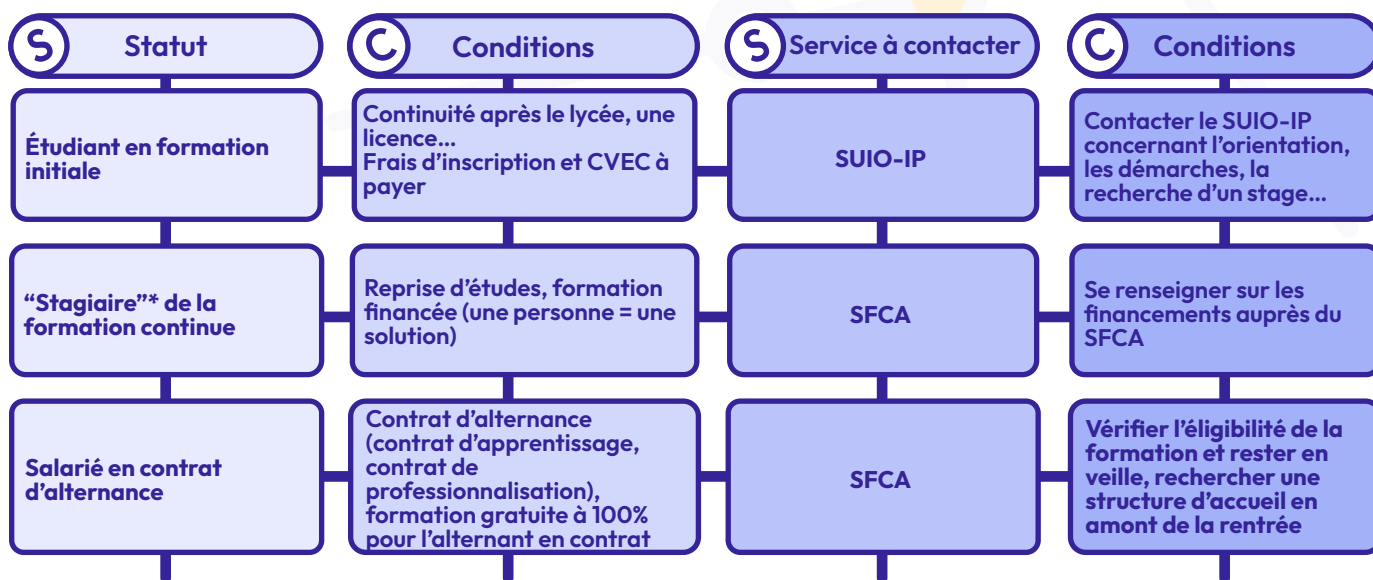 S Statut
C Conditions
S Service à contacter
C Conditions
Étudiant en formation
initiale
Continuité après le lycée, une
licence...
Frais d’inscription et CVEC à
payer
SUIO-IP
Contacter le SUIO-IP
concernant l’orientation,
les démarches, la
recherche d’un stage...
“Stagiaire”* de la
formation continue
Reprise d’études, formation
financée (une personne = une
solution)
SFCA
Se renseigner sur les
financements auprès du
SFCA
Salarié en contrat
d’alternance
Contrat d’alternance
(contrat d’apprentissage,
contrat de
professionnalisation),
formation gratuite à 100%
pour l’alternant en contrat
SFCA
Vérifier l’éligibilité de la
formation et rester en
veille, rechercher une
structure d’accueil en
amont de la rentrée